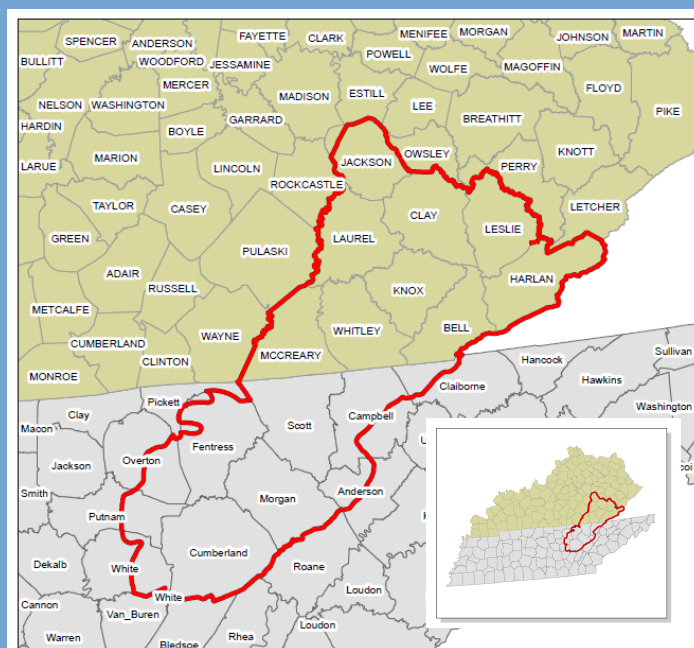 FAYETTE
CLARK
MENIFEE
MORGAN
JOHNSON
MARTIN
SPENCER
ANDERSON
BULLITT
WOODFORD
JESSAMINE
POWELL
WOLFE
MAGOFFIN
FLOYD
MERCER
NELSON
WASHINGTON
MADISON
ESTILL
LEE
BREATHITT
PIKE
HARDIN
BOYLE
GARRARD
LARUE
MARION
LINCOLN
JACKSON
OWSLEY
PERRY
KNOTT
ROCKCASTLE
TAYLOR
CASEY
CLAY
LESLIE
LETCHER
GREEN
PULASKI
LAUREL
ADAIR
RUSSELL
KNOX
HARLAN
METCALFE
WAYNE
WHITLEY
BELL
CUMBERLAND
CLINTON
MCCREARY
MONROE
Hancock
Sullivan
Pickett
Claiborne
Hawkins
Clay
Scott
Campbell
Washington
Macon
Overton
Fentress
Jackson
Smith
Morgan
Anderson
Putnam
Cumberland
Dekalb
White
Roane
Loudon
White
Cannon
Van_Buren
Loudon
Warren
Bledsoe
Rhea